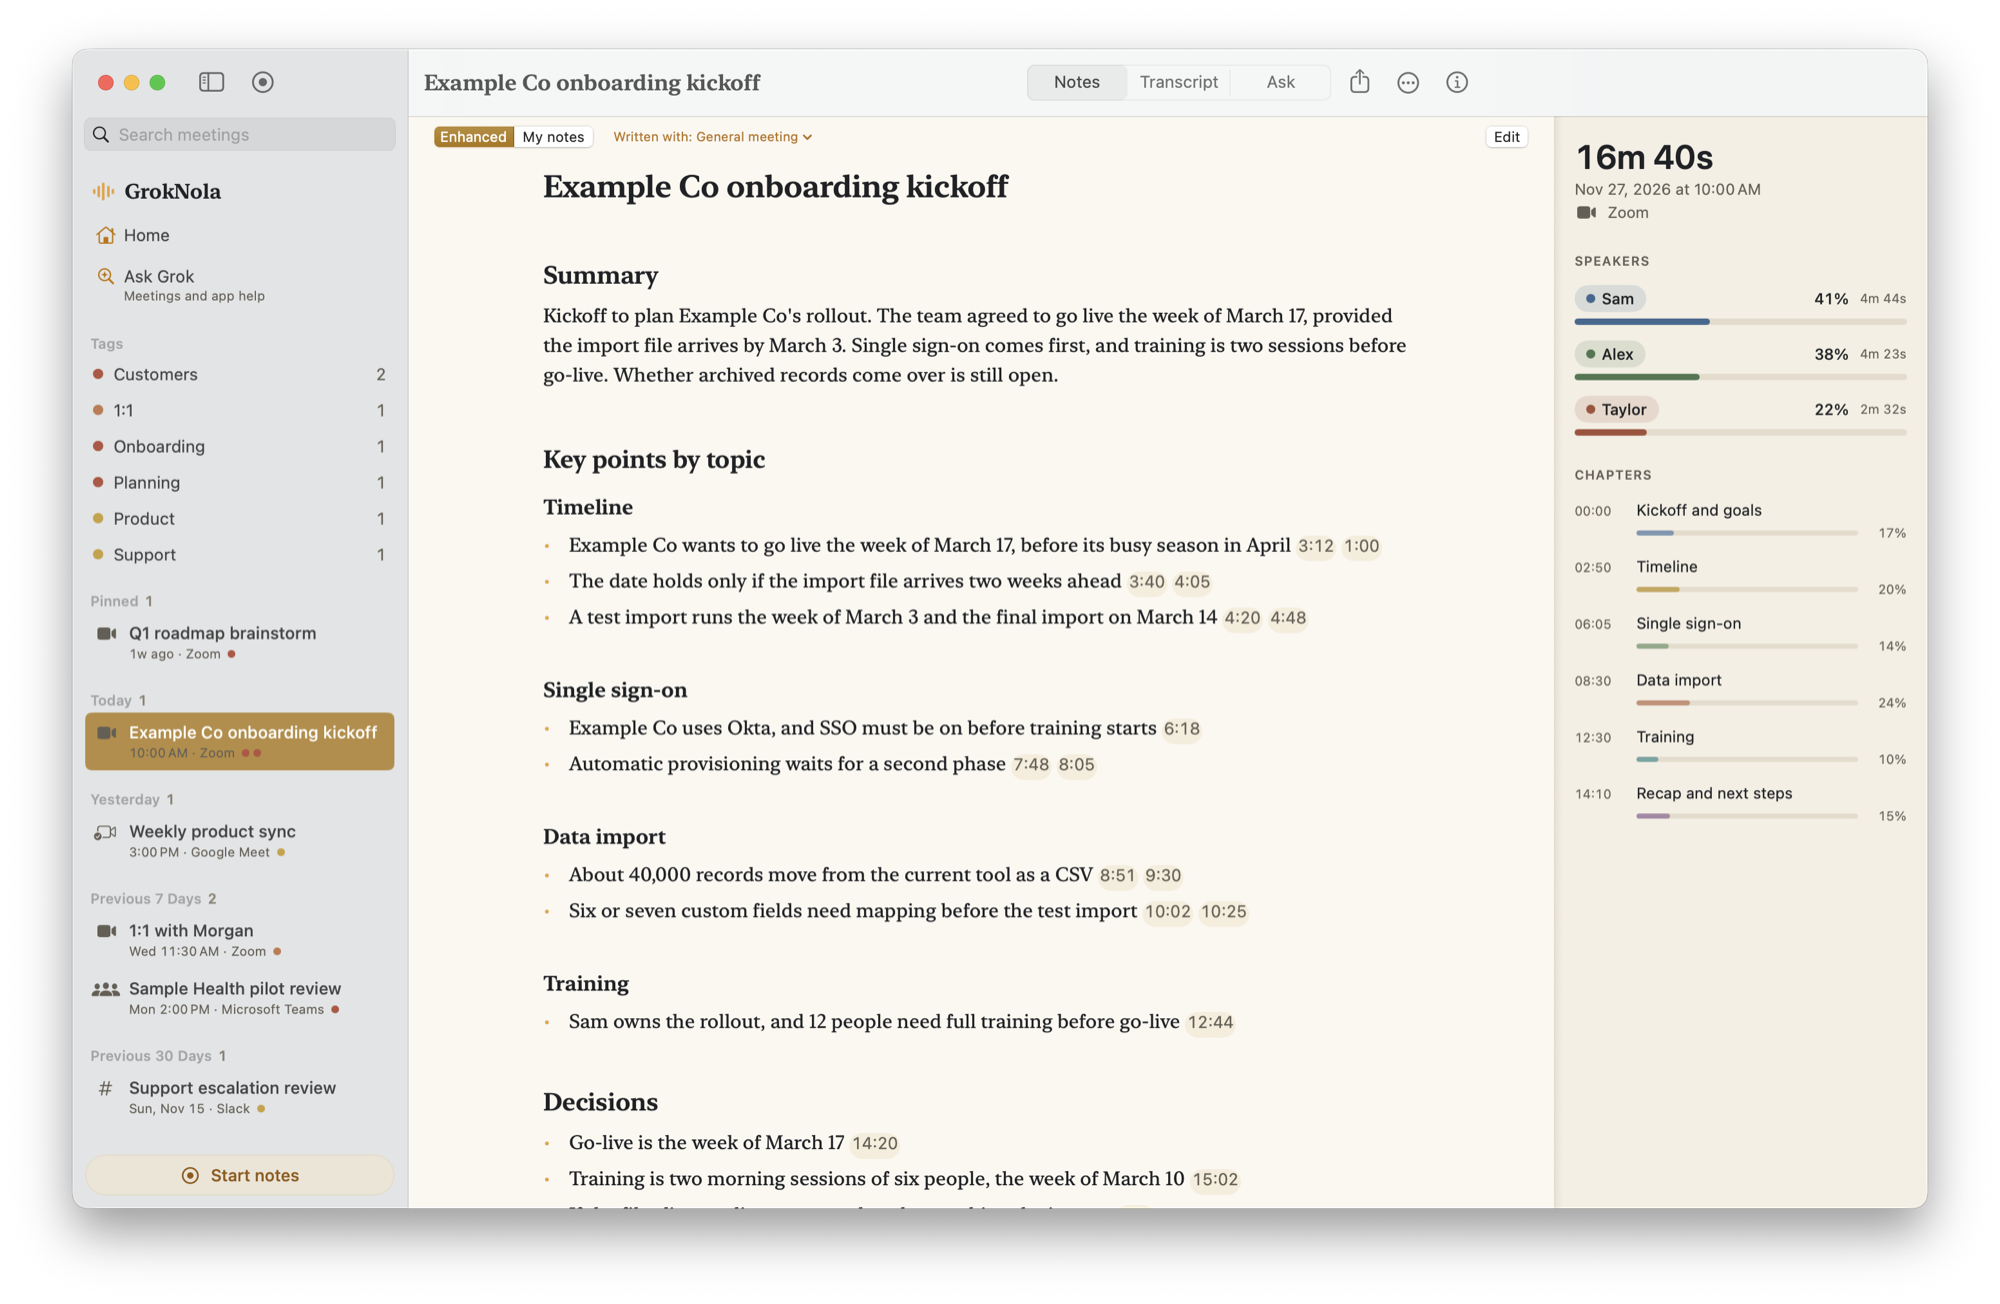 Search meetings
GrokNola
Home
Ask Grok
Meetings and app help
Tags
Customers 2
1:1 1
Onboarding 1
Planning 1
Product 1
Support 1
Pinned 1
Q1 roadmap brainstorm
1w ago · Zoom
Today 1
Example Co onboarding kickoff
10:00 AM · Zoom
Yesterday 1
Weekly product sync
3:00 PM · Google Meet
Previous 7 Days 2
1:1 with Morgan
Wed 11:30 AM · Zoom
Sample Health pilot review
Mon 2:00 PM · Microsoft Teams
Previous 30 Days 1
# Support escalation review
Sun, Nov 15 · Slack
Start notes
Example Co onboarding kickoff
Notes Transcript Ask
Enhanced My notes Written with: General meeting Edit
Example Co onboarding kickoff
Summary
Kickoff to plan Example Co's rollout. The team agreed to go live the week of March 17, provided
the import file arrives by March 3. Single sign-on comes first, and training is two sessions before
go-live. Whether archived records come over is still open.
Key points by topic
Timeline
• Example Co wants to go live the week of March 17, before its busy season in April 3:12 1:00
• The date holds only if the import file arrives two weeks ahead 3:40 4:05
• A test import runs the week of March 3 and the final import on March 14 4:20 4:48
Single sign-on
• Example Co uses Okta, and SSO must be on before training starts 6:18
• Automatic provisioning waits for a second phase 7:48 8:05
Data import
• About 40,000 records move from the current tool as a CSV 8:51 9:30
• Six or seven custom fields need mapping before the test import 10:02 10:25
Training
• Sam owns the rollout, and 12 people need full training before go-live 12:44
Decisions
• Go-live is the week of March 17 14:20
• Training is two morning sessions of six people, the week of March 10 15:02
16m 40s
Nov 27, 2026 at 10:00 AM
Zoom
SPEAKERS
Sam 41% 4m 44s
Alex 38% 4m 23s
Taylor 22% 2m 32s
CHAPTERS
00:00 Kickoff and goals
17%
02:50 Timeline
20%
06:05 Single sign-on
14%
08:30 Data import
24%
12:30 Training
10%
14:10 Recap and next steps
15%